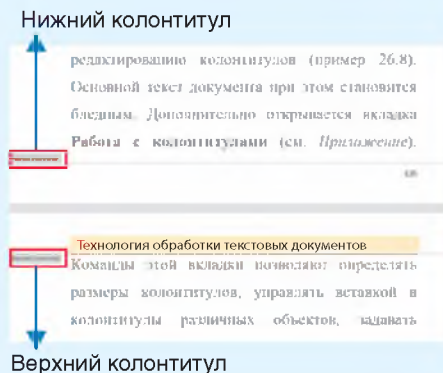 Нижний колонтитул
редактированию колонтитулов (пример 26.8).
Основной текст документа при этом становится
бледным. Дополнительно открывается вкладка
Работа с колонтитулами (см. Приложение).
Технология обработки текстовых документов
Команды этой вкладки позволяют определять
размеры колонтитулов, управлять вставкой в
колонтитулы различных объектов, задавать
Верхний колонтитул